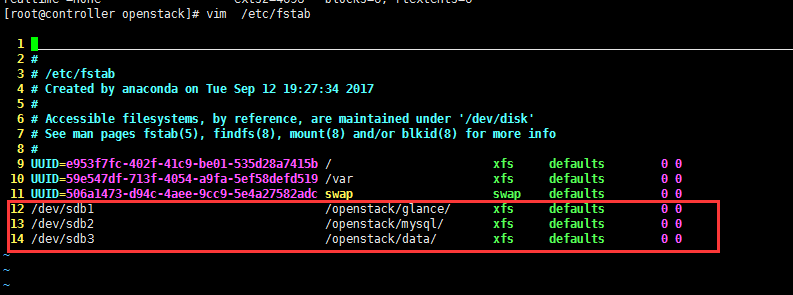 [root@controller openstack]# vim  /etc/fstab
1
2 #
3 # /etc/fstab
4 # Created by anaconda on Tue Sep 12 19:27:34 2017
5 #
6 # Accessible filesystems, by reference, are maintained under '/dev/disk'
7 # See man pages fstab(5), findfs(8), mount(8) and/or blkid(8) for more info
8 #
9 UUID=e953f7fc-402f-41c9-be01-535d28a7415b / xfs defaults 0 0
10 UUID=59e547df-713f-4054-a9fa-5ef58defd519 /var xfs defaults 0 0
11 UUID=506a1473-d94c-4aee-9cc9-5e4a27582adc swap swap defaults 0 0
12 /dev/sdb1 /openstack/glance/ xfs defaults 0 0
13 /dev/sdb2 /openstack/mysql/ xfs defaults 0 0
14 /dev/sdb3 /openstack/data/ xfs defaults 0 0
~
~
~